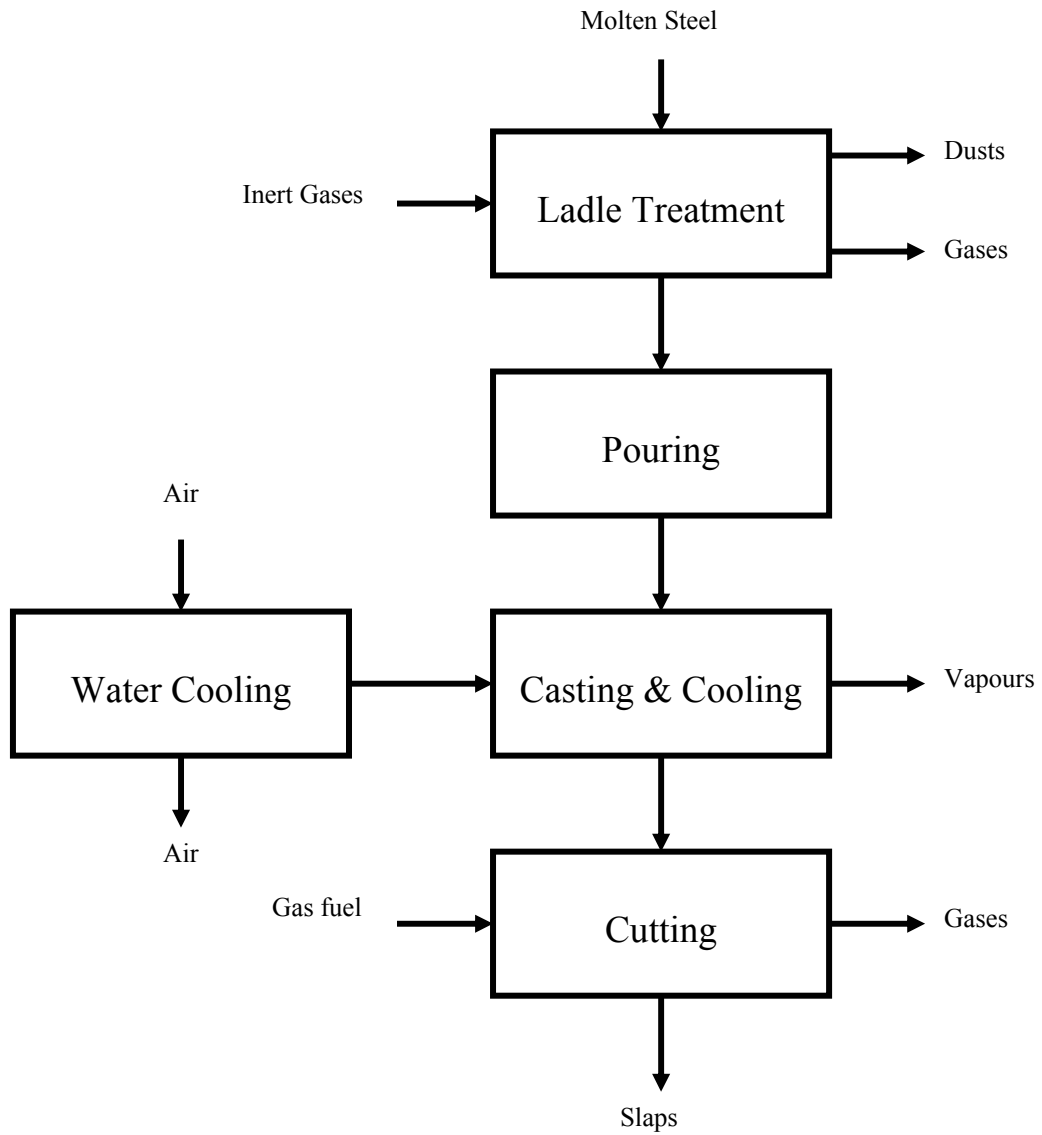 Molten Steel
Dusts
Inert Gases
Ladle Treatment
Gases
Pouring
Air
Water Cooling
Casting & Cooling
Vapours
Air
Gas fuel
Cutting
Gases
Slaps